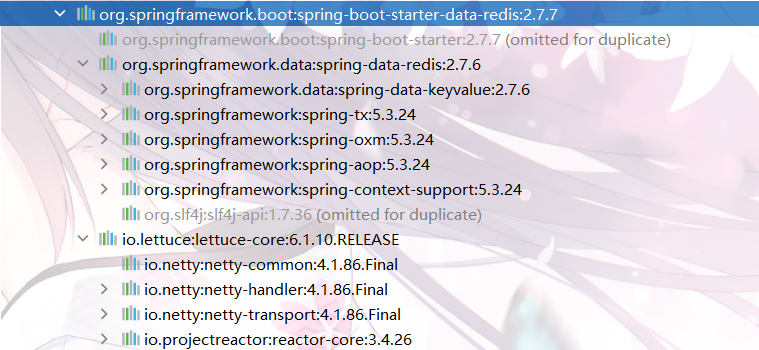 org.springframework.boot:spring-boot-starter-data-redis:2.7.7
org.springframework.boot:spring-boot-starter:2.7.7 (omitted for duplicate)
org.springframework.data:spring-data-redis:2.7.6
org.springframework.data:spring-data-keyvalue:2.7.6
org.springframework:spring-tx:5.3.24
org.springframework:spring-oxm:5.3.24
org.springframework:spring-aop:5.3.24
org.springframework:spring-context-support:5.3.24
org.slf4j:slf4j-api:1.7.36 (omitted for duplicate)
io.lettuce:lettuce-core:6.1.10.RELEASE
io.netty:netty-common:4.1.86.Final
io.netty:netty-handler:4.1.86.Final
io.netty:netty-transport:4.1.86.Final
io.projectreactor:reactor-core:3.4.26